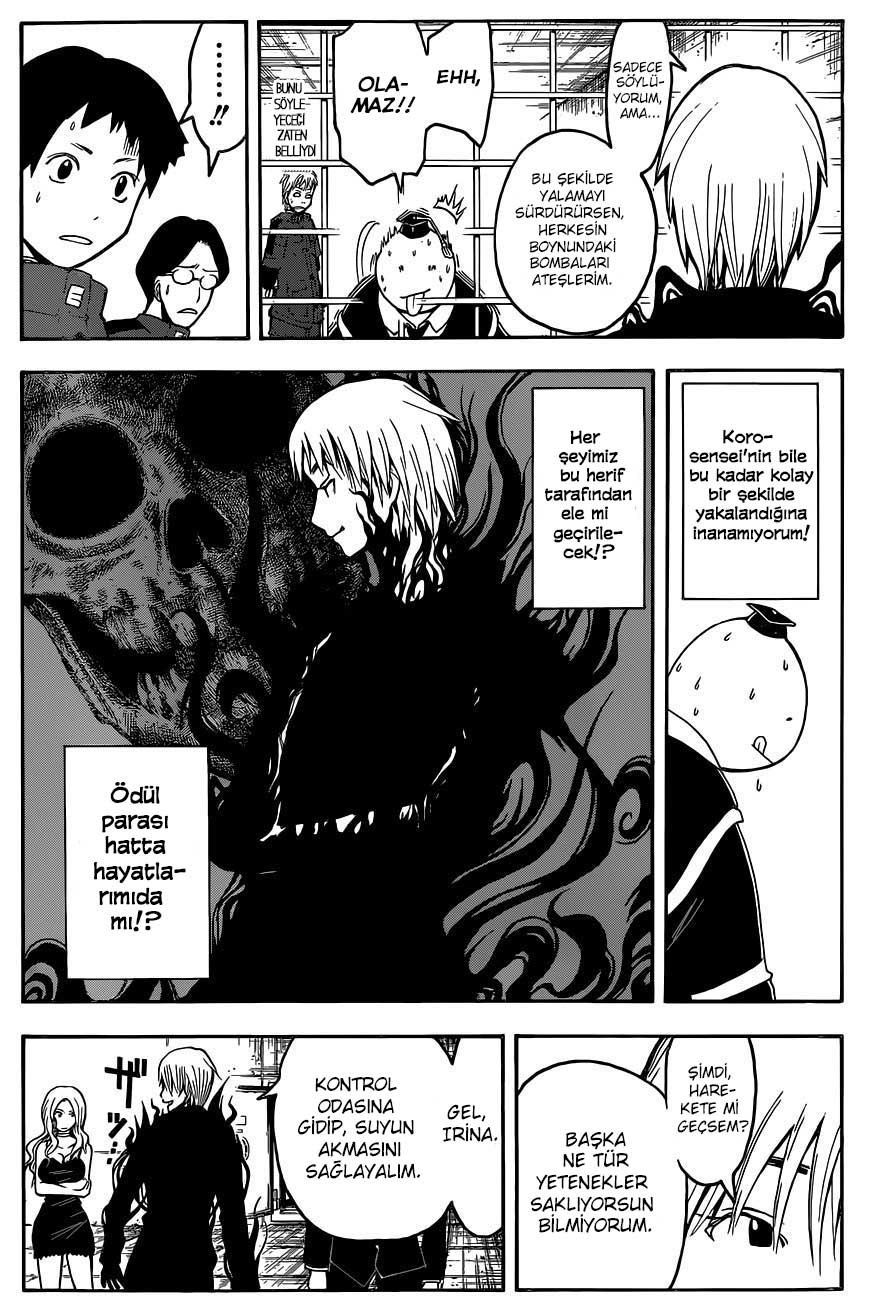 SADECE
SÖYLÜ-
YORUM,
AMA...
BU ŞEKİLDE
YALAMAYI
SÜRDÜRÜRSEN,
HERKESİN
BOYNUNDAKİ
BOMBALARI
ATEŞLERİM.
EHH,
OLA-
MAZ!!
BUNU
SÖYLE-
YECEĞİ
ZATEN
BELLİYDİ
......!!
E
Koro-
sensei'nin bile
bu kadar kolay
bir şekilde
yakalandığına
inanamıyorum!
Her
şeyimiz
bu herif
tarafından
ele mi
geçirile-
cek!?
Ödül
parası
hatta
hayatla-
rımıda
mı!?
ŞİMDİ,
HARE-
KETE Mİ
GEÇSEM?
BAŞKA
NE TÜR
YETENEKLER
SAKLIYORSUN
BİLMİYORUM.
GEL,
IRINA.
KONTROL
ODASINA
GİDİP, SUYUN
AKMASINI
SAĞLAYALIM.
ザッ…